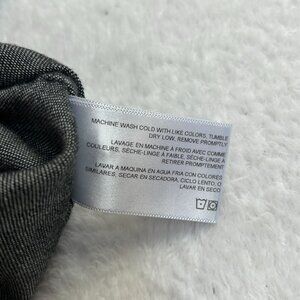 MACHINE WASH COLD WITH LIKE COLORS, TUMBLE
DRY LOW, REMOVE PROMPTLY
LAVAGE EN MACHINE À FROID AVEC COMME
COULEURS, SÈCHE-LINGE À FAIBLE, SÈCHE-LINGE
RETIRER PROMPTEMENT
LAVAR A MAQUINA EN AGUA FRIA CON COLORES
SIMILARES, SECAR EN SECADORA, CICLO LENTO, O
LAVAR EN SECO